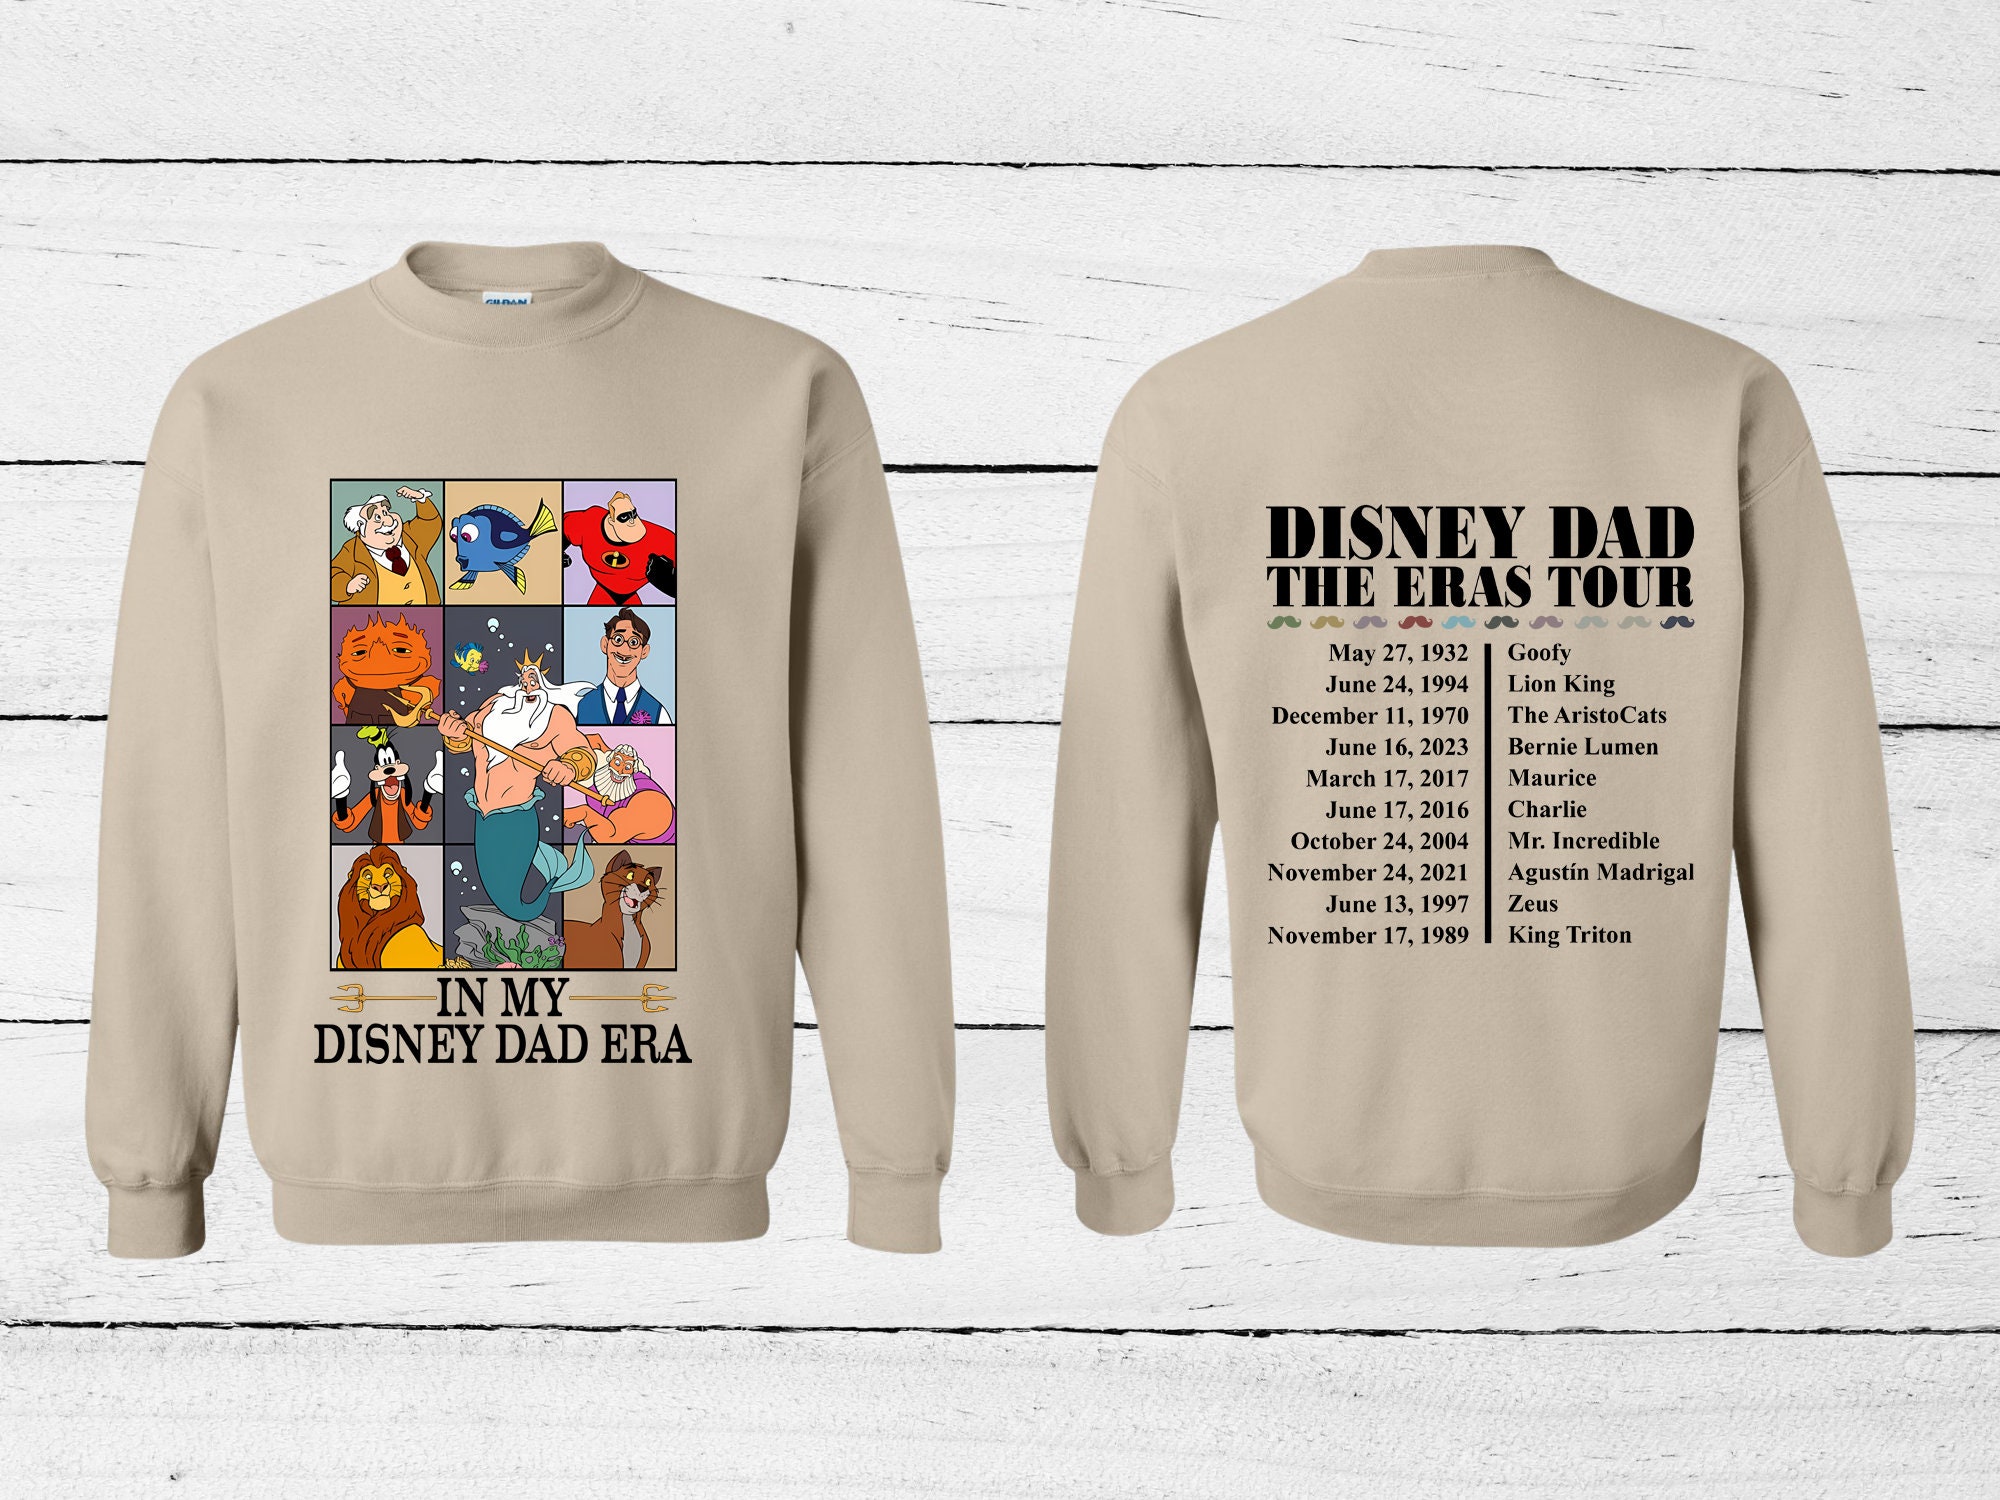 GILDAN
IN MY
DISNEY DAD ERA
DISNEY DAD
THE ERAS TOUR
May 27, 1932 Goofy
June 24, 1994 Lion King
December 11, 1970 The AristoCats
June 16, 2023 Bernie Lumen
March 17, 2017 Maurice
June 17, 2016 Charlie
October 24, 2004 Mr. Incredible
November 24, 2021 Agustín Madrigal
June 13, 1997 Zeus
November 17, 1989 King Triton